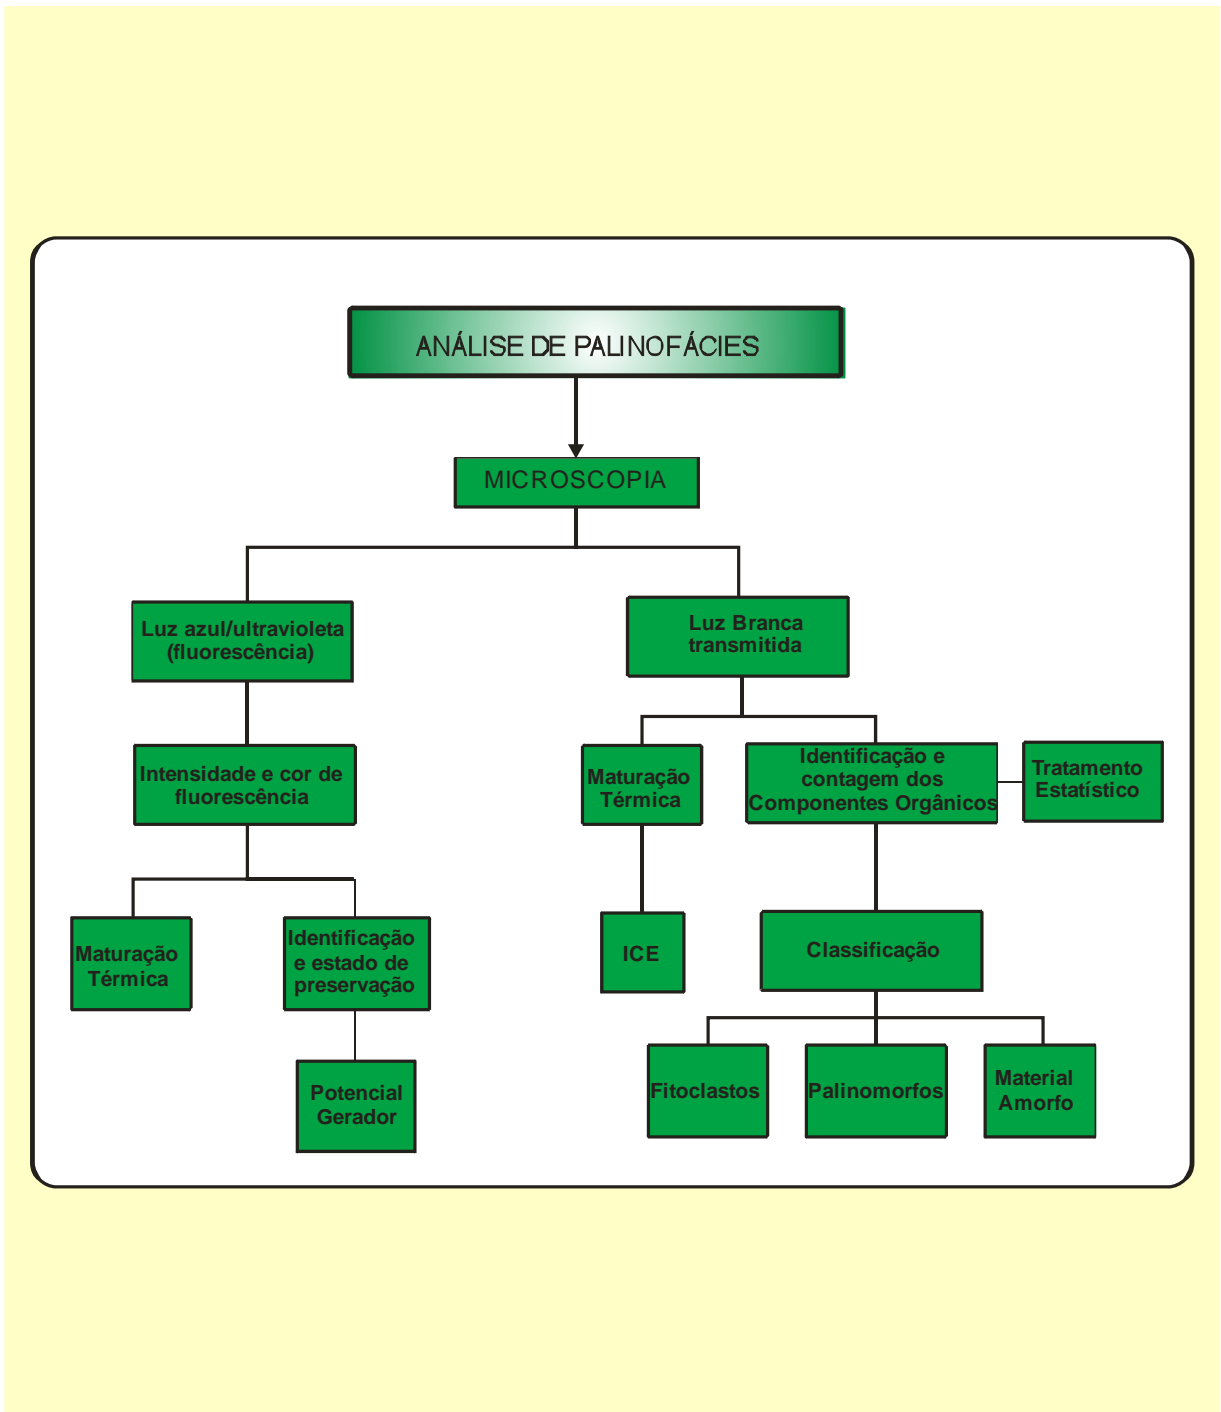 ANÁLISE DE PALINOFÁCIES
MICROSCOPIA
Luz azul/ultravioleta
(fluorescência)
Luz Branca
transmitida
Intensidade e cor de
fluorescência
Maturação
Térmica
Identificação e
contagem dos
Componentes Orgânicos
Tratamento
Estatístico
Maturação
Térmica
Identificação
e estado de
preservação
ICE
Classificação
Potencial
Gerador
Fitoclastos
Palinomorfos
Material
Amorfo